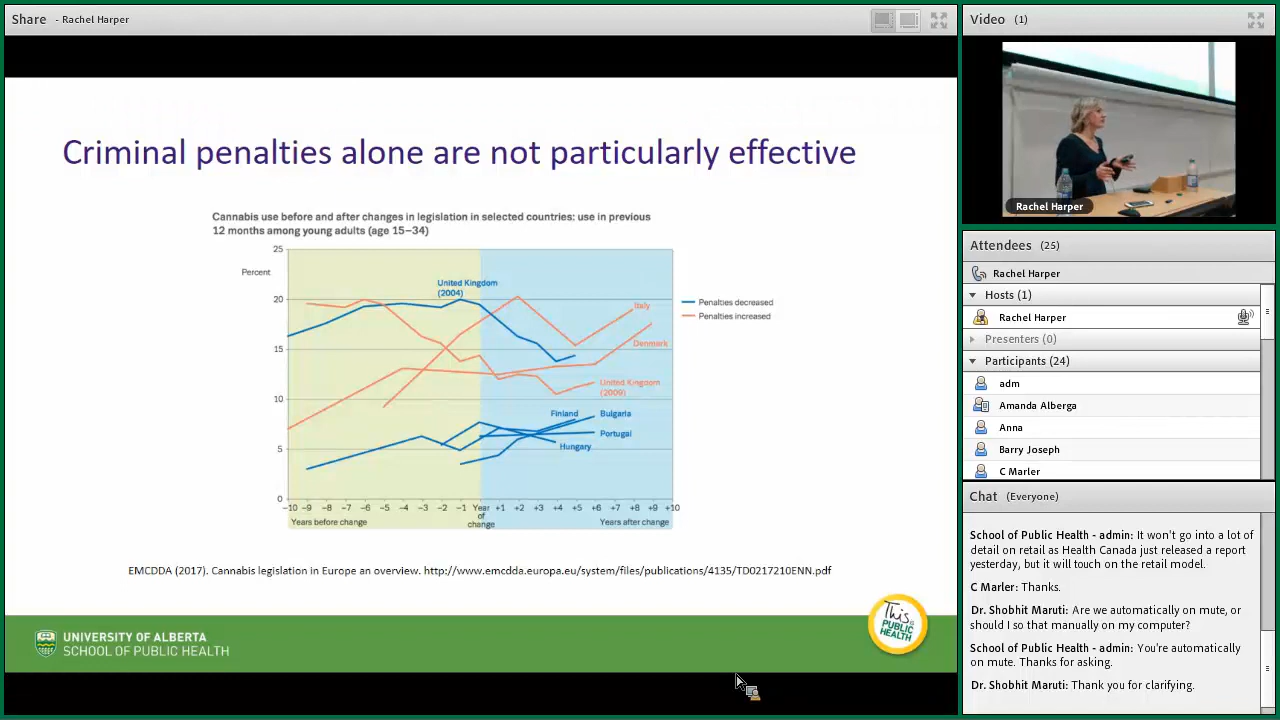 Share - Rachel Harper
Criminal penalties alone are not particularly effective
Cannabis use before and after changes in legislation in selected countries: use in previous
12 months among young adults (age 15–34)
25
Percent
20
15
10
5
0
United Kingdom
(2004)
Italy
Denmark
United Kingdom
(2009)
Finland
Bulgaria
Portugal
Hungary
Penalties decreased
Penalties increased
−10 −9 −8 −7 −6 −5 −4 −3 −2 −1 Year of change +1 +2 +3 +4 +5 +6 +7 +8 +9 +10
Years before change
Years after change
EMCDDA (2017). Cannabis legislation in Europe an overview. http://www.emcdda.europa.eu/system/files/publications/4135/TD0217210ENN.pdf
UNIVERSITY OF ALBERTA
SCHOOL OF PUBLIC HEALTH
This
IS
PUBLIC
HEALTH
Video (1)
Rachel Harper
Attendees (25)
Rachel Harper
Hosts (1)
Rachel Harper
Presenters (0)
Participants (24)
adm
Amanda Alberga
Anna
Barry Joseph
C Marler
Chat (Everyone)
School of Public Health - admin: It won't go into a lot of
detail on retail as Health Canada just released a report
yesterday, but it will touch on the retail model.
C Marler: Thanks.
Dr. Shobhit Maruti: Are we automatically on mute, or
should I so that manually on my computer?
School of Public Health - admin: You're automatically
on mute. Thanks for asking.
Dr. Shobhit Maruti: Thank you for clarifying.